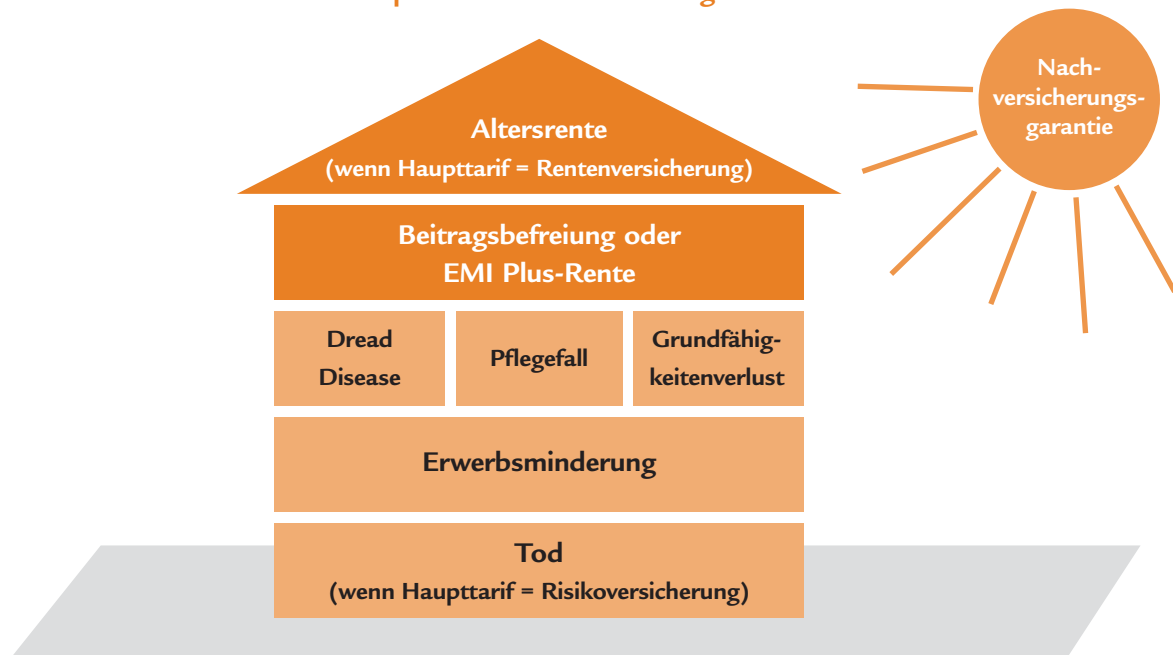 Nach-
versicherungs-
garantie
Altersrente
(wenn Haupttarif = Rentenversicherung)
Beitragsbefreiung oder
EMI Plus-Rente
Dread
Disease
Pflegefall
Grundfähig-
keitenverlust
Erwerbsminderung
Tod
(wenn Haupttarif = Risikoversicherung)